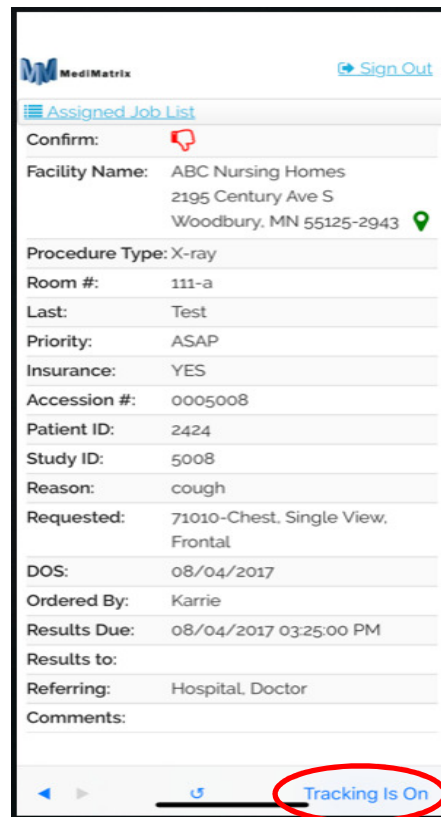 MediMatrix
Sign Out
Assigned Job List
Confirm:
Facility Name: ABC Nursing Homes
2195 Century Ave S
Woodbury, MN 55125-2943
Procedure Type: X-ray
Room #: 111-a
Last: Test
Priority: ASAP
Insurance: YES
Accession #: 0005008
Patient ID: 2424
Study ID: 5008
Reason: cough
Requested: 71010-Chest, Single View,
Frontal
DOS: 08/04/2017
Ordered By: Karrie
Results Due: 08/04/2017 03:25:00 PM
Results to:
Referring: Hospital, Doctor
Comments:
Tracking Is On